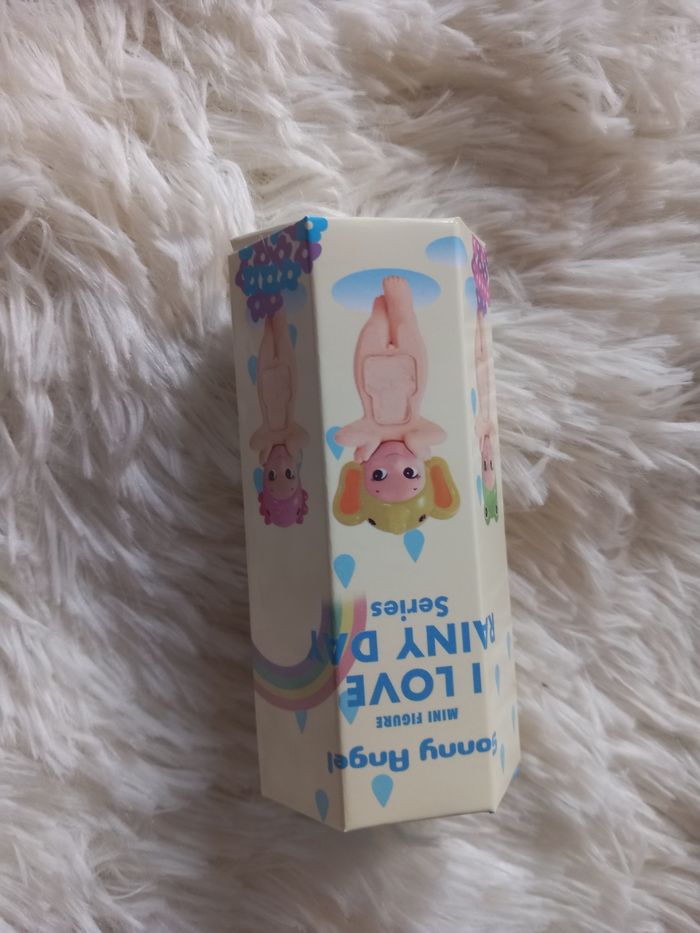 Sonny Angel
MINI FIGURE
I LOVE
RAINY DAY
Series